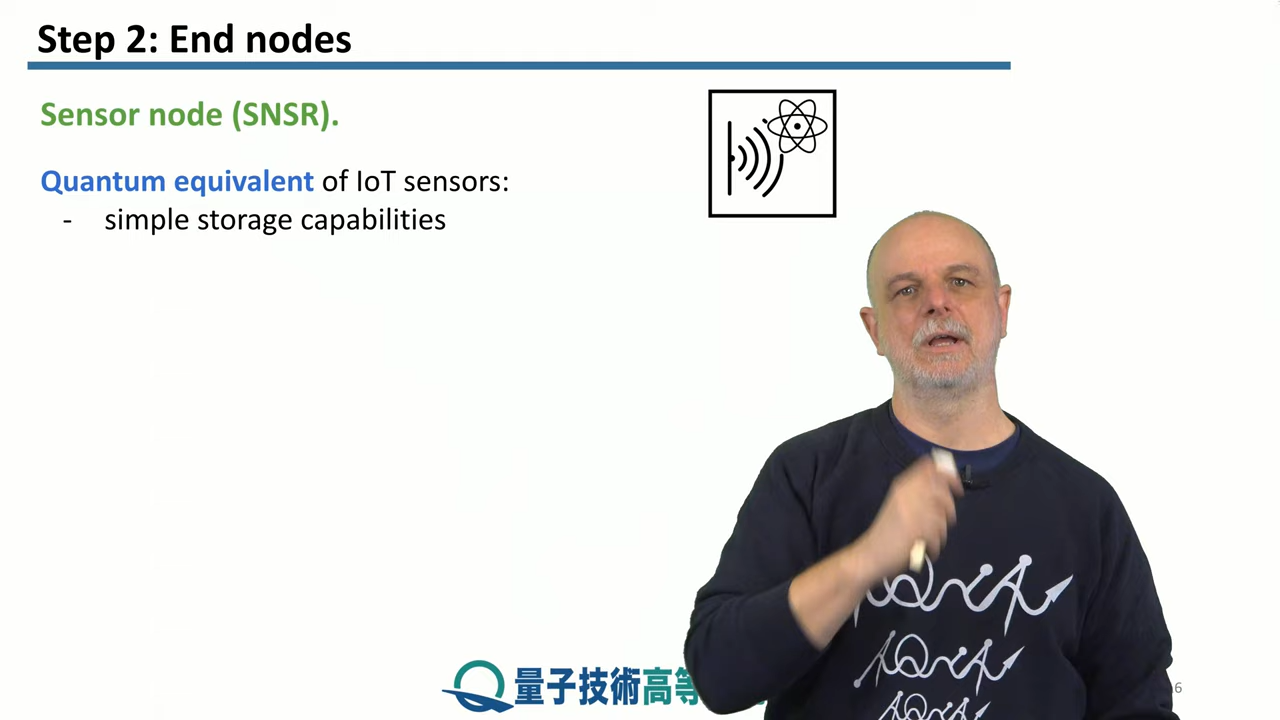 Step 2: End nodes
Sensor node (SNSR).
Quantum equivalent of IoT sensors:
- simple storage capabilities
量子技術高等
6